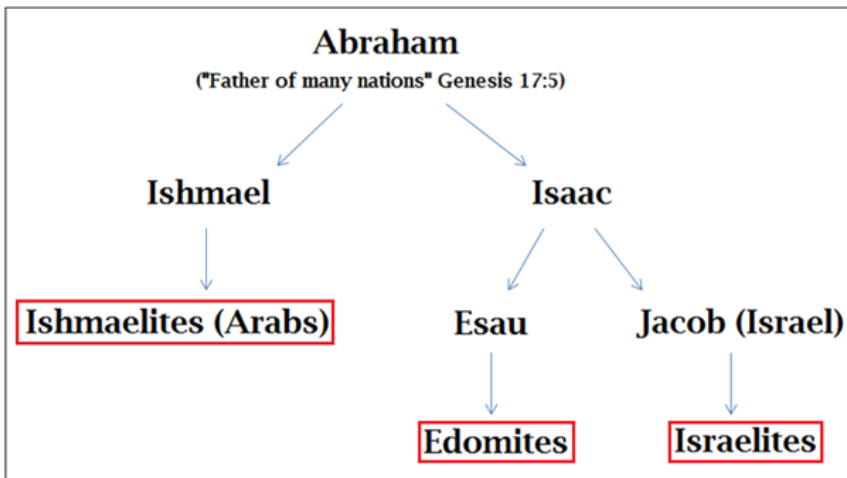 Abraham
("Father of many nations" Genesis 17:5)
Ishmael
Isaac
Ishmaelites (Arabs)
Esau
Jacob (Israel)
Edomites
Israelites